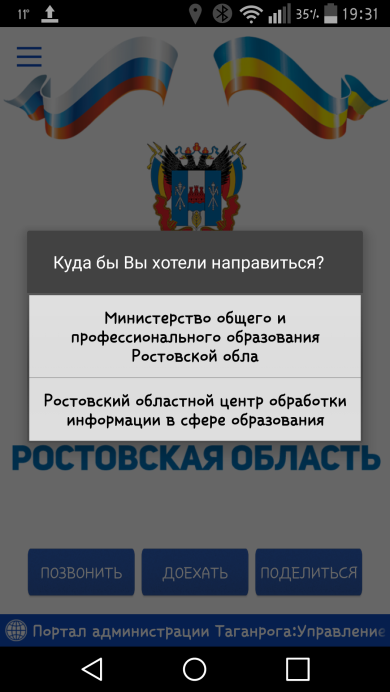 11° 35% 19:31
Куда бы Вы хотели направиться?
Министерство общего и
профессионального образования
Ростовской обла
Ростовский областной центр обработки
информации в сфере образования
РОСТОВСКАЯ ОБЛАСТЬ
ПОЗВОНИТЬ ДОЕХАТЬ ПОДЕЛИТЬСЯ
Портал администрации Таганрога:Управление